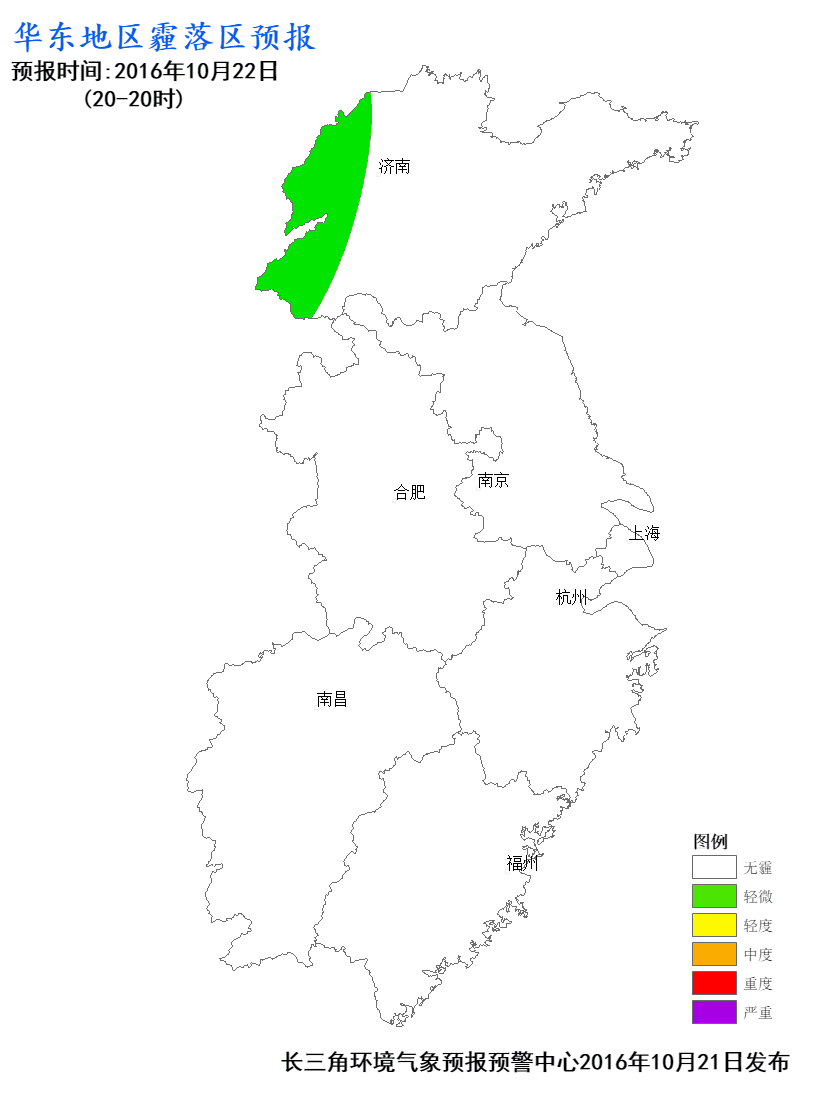 华东地区霾落区预报
预报时间:2016年10月22日
(20-20时)
济南
南京
合肥
上海
杭州
南昌
福州
图例
无霾
轻微
轻度
中度
重度
严重
长三角环境气象预报预警中心2016年10月21日发布